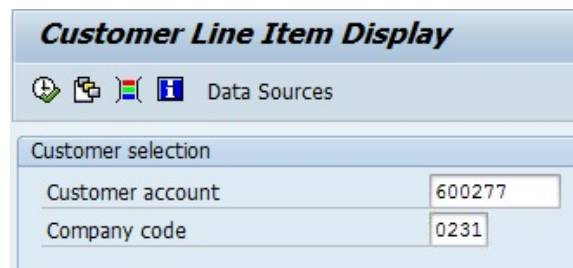 Customer Line Item Display
Data Sources
Customer selection
Customer account 600277
Company code 0231